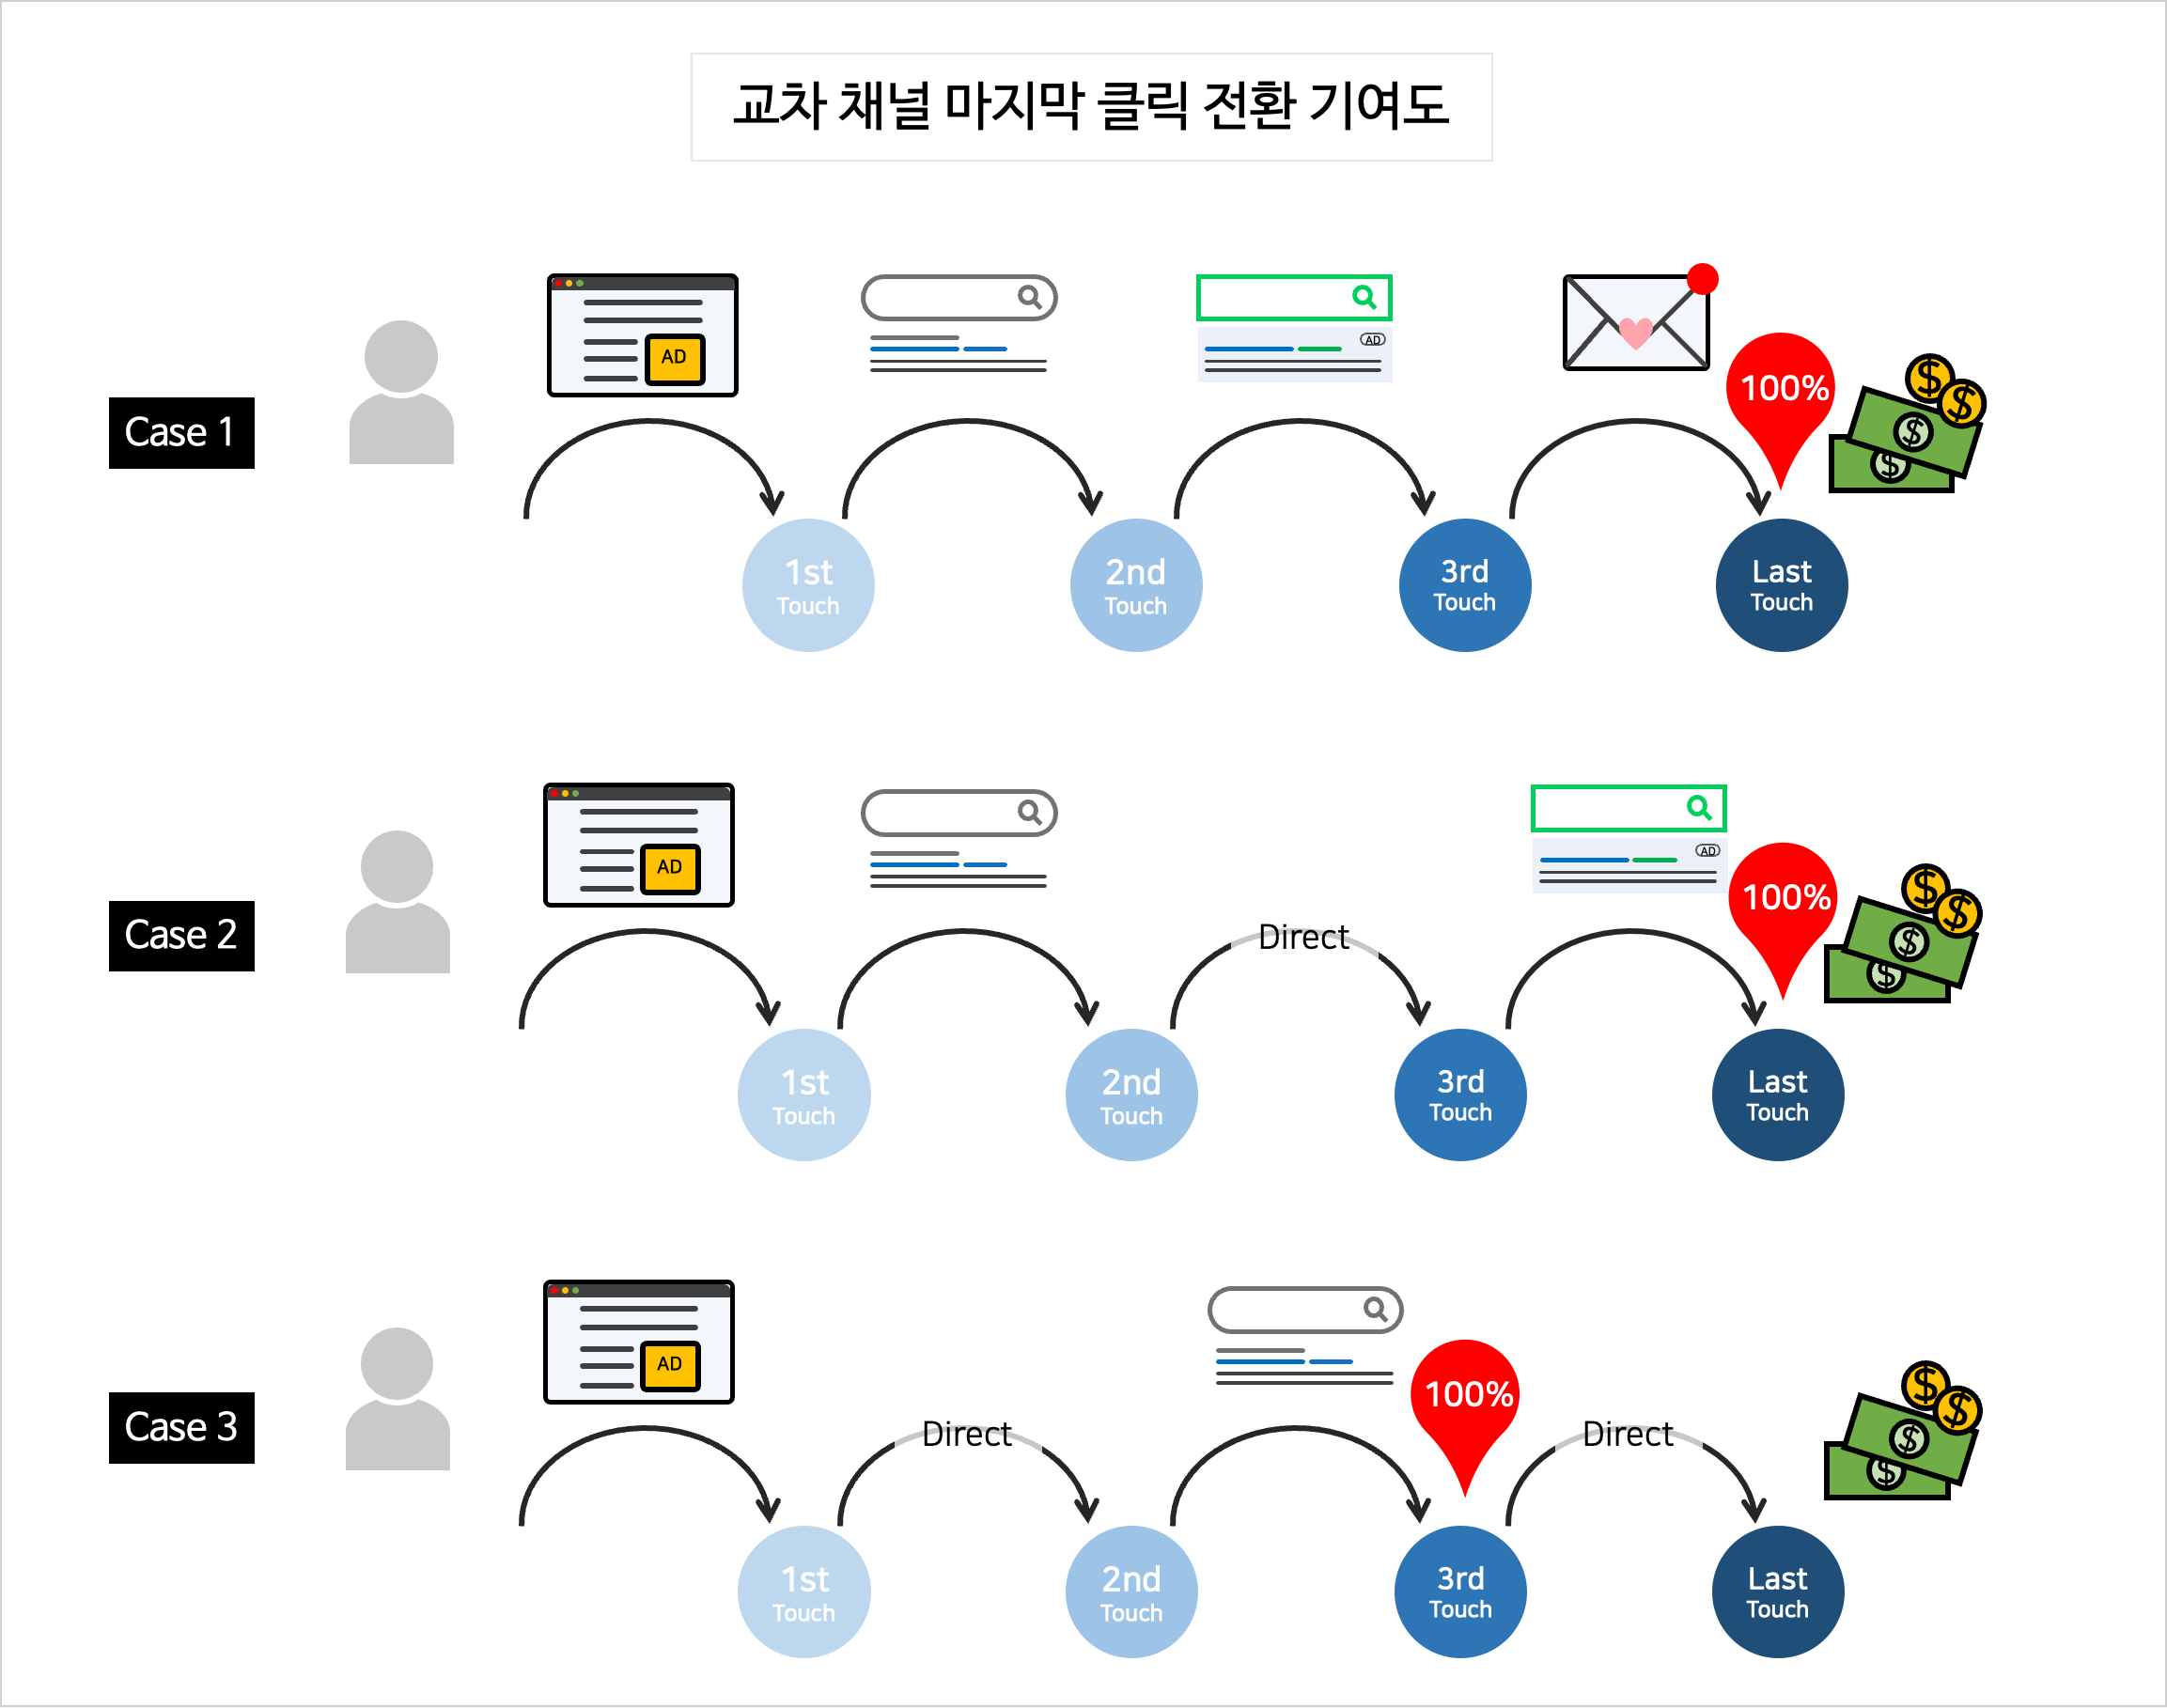 교차 채널 마지막 클릭 전환 기여도
Case 1
AD
AD
100%
$
$
$
$
1st
Touch
2nd
Touch
3rd
Touch
Last
Touch
Case 2
AD
Direct
AD
100%
$
$
$
$
1st
Touch
2nd
Touch
3rd
Touch
Last
Touch
Case 3
AD
Direct
100%
Direct
$
$
$
$
1st
Touch
2nd
Touch
3rd
Touch
Last
Touch